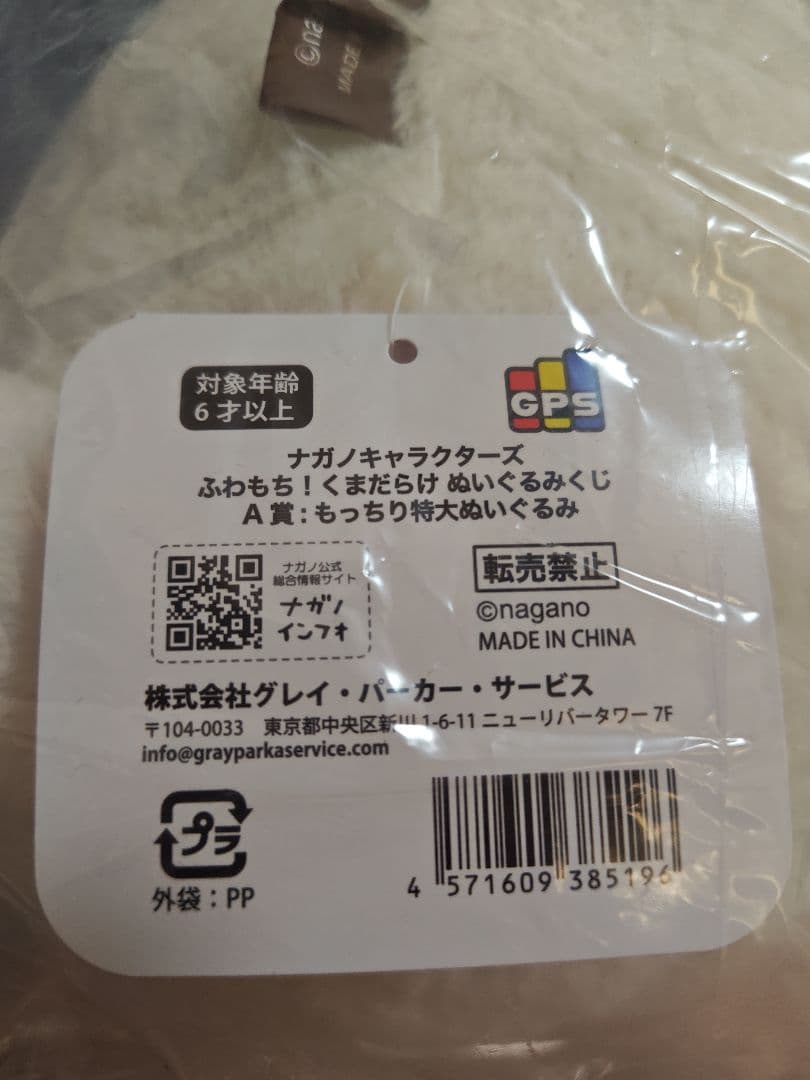 ©na
MADE
対象年齢
6才以上
GPS
ナガノキャラクターズ
ふわもち！くまだらけ ぬいぐるみくじ
A賞：もっちり特大ぬいぐるみ
ナガノ公式
総合情報サイト
ナガノ
インフォ
転売禁止
©nagano
MADE IN CHINA
株式会社グレイ・パーカー・サービス
〒104-0033 東京都中央区新川1-6-11 ニューリバータワー 7F
info@grayparkaservice.com
プラ
外袋：PP
4 571609 385196